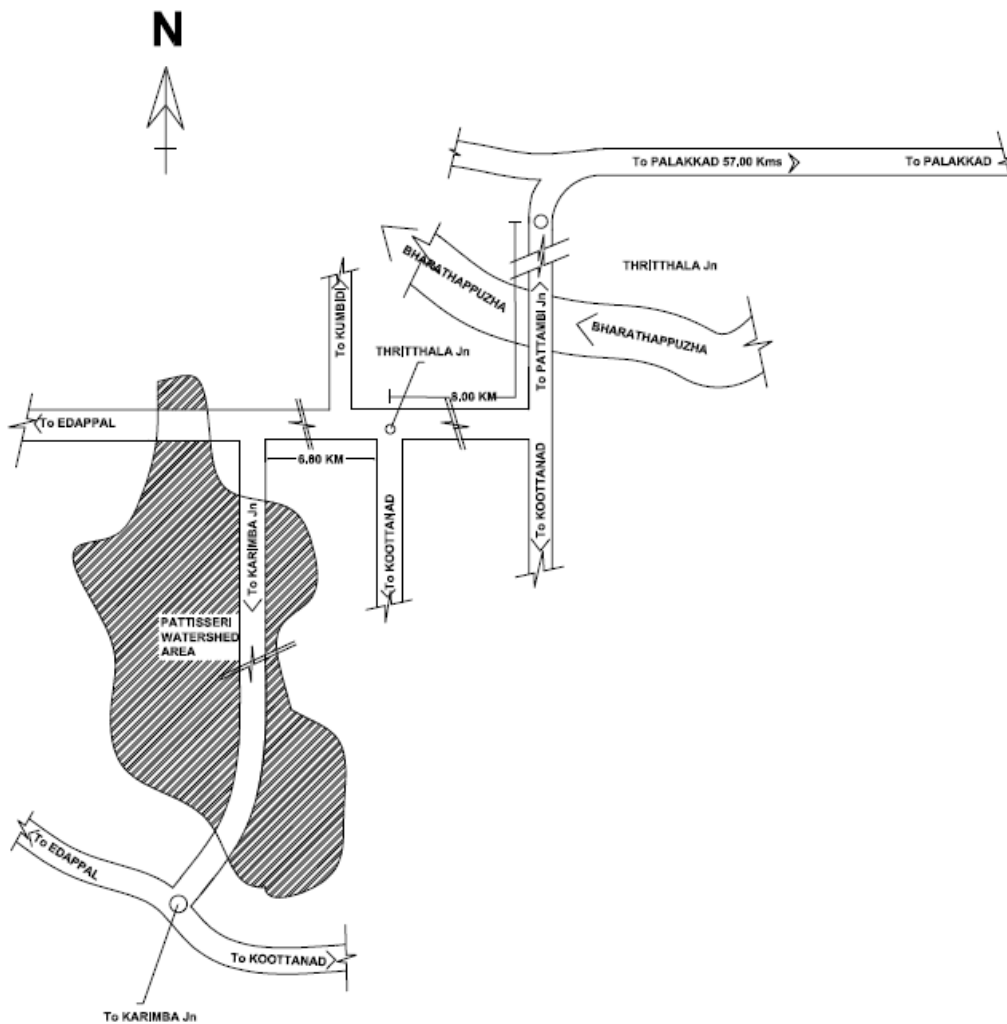 N
To PALAKKAD 57,00 Kms
To PALAKKAD
BHARATHAPPUZHA
THRITTHALA Jn
To KUMBIDI
To PATTAMBI Jn
BHARATHAPPUZHA
THRITTHALA Jn
8.00 KM
To EDAPPAL
6.80 KM
To KOOTTANAD
To KOOTTANAD
To KARIMBA Jn
PATTISSERI
WATERSHED
AREA
To EDAPPAL
To KOOTTANAD
To KARIMBA Jn